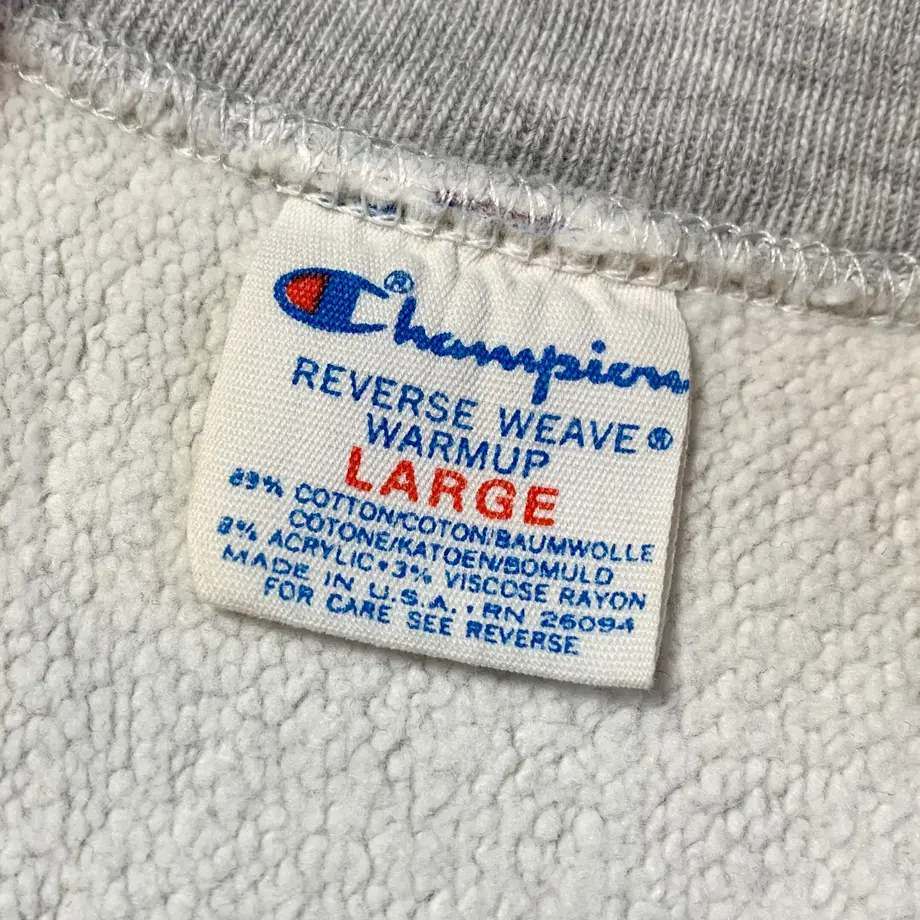 Champion®
REVERSE WEAVE®
WARMUP
LARGE
89% COTTON/COTON/BAUMWOLLE
COTONE/KATOEN/BOMULD
8% ACRYLIC•3% VISCOSE RAYON
MADE IN U.S.A.•RN 26094
FOR CARE SEE REVERSE